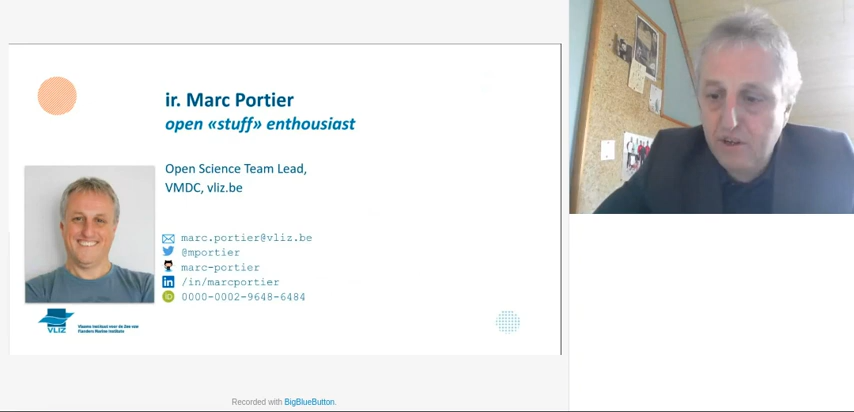 ir. Marc Portier
open «stuff» enthusiast
Open Science Team Lead,
VMDC, vliz.be
marc.portier@vliz.be
@mportier
marc-portier
/in/marcportier
iD 0000-0002-9648-6484
VLIZ
Vlaams Instituut voor de Zee vzw
Flanders Marine Institute
Recorded with BigBlueButton.